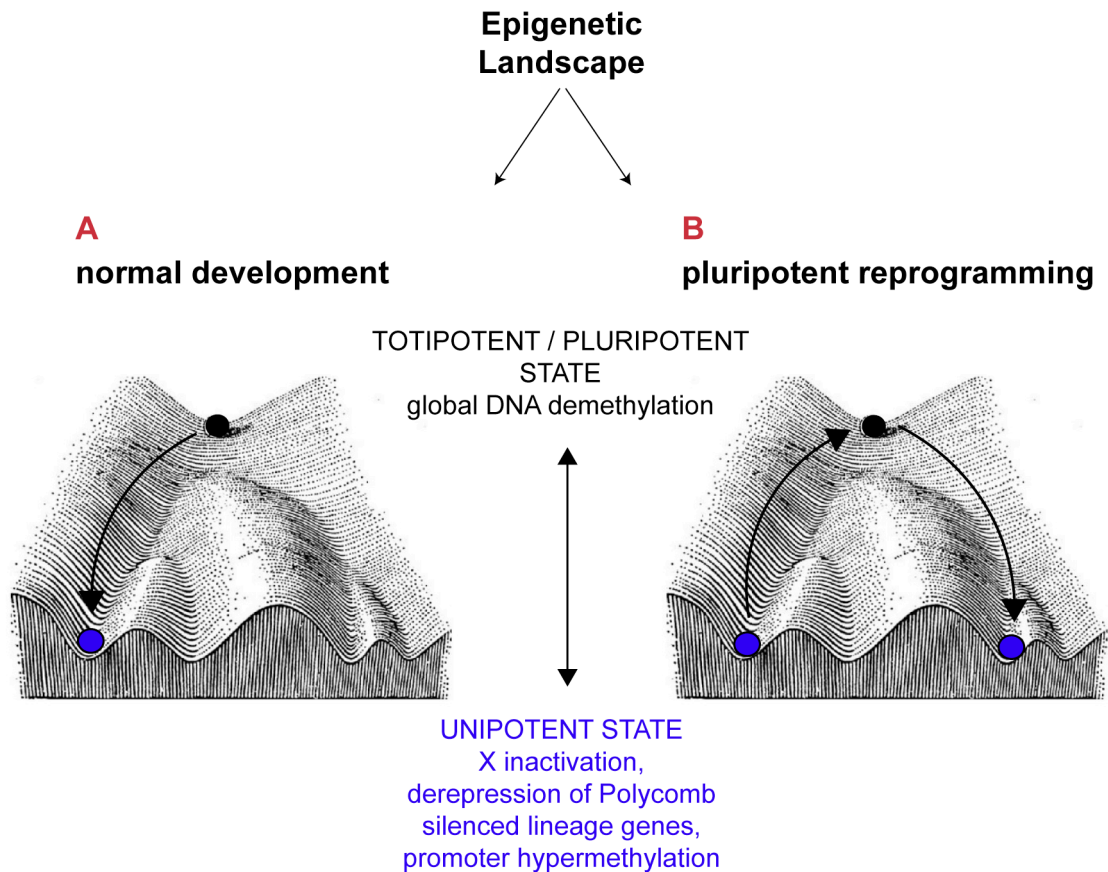 Epigenetic
Landscape
A
normal development
B
pluripotent reprogramming
TOTIPOTENT / PLURIPOTENT
STATE
global DNA demethylation
UNIPOTENT STATE
X inactivation,
derepression of Polycomb
silenced lineage genes,
promoter hypermethylation